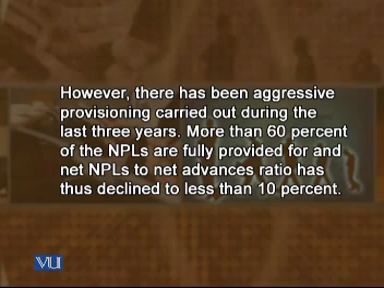 However, there has been aggressive
provisioning carried out during the
last three years. More than 60 percent
of the NPLs are fully provided for and
net NPLs to net advances ratio has
thus declined to less than 10 percent.
VU